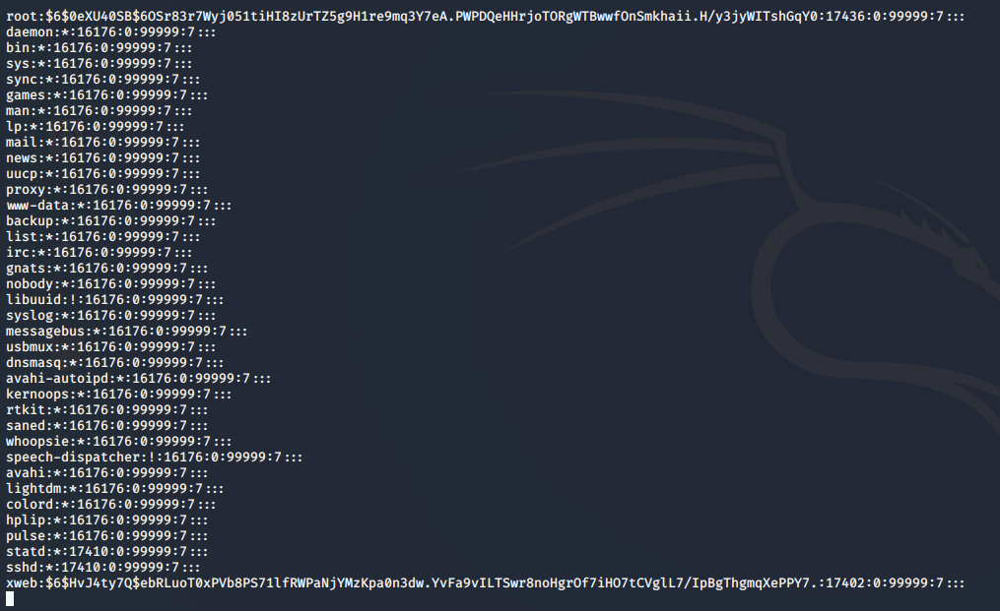 root:$6$0eXU40SB$6OSr83r7Wyj051tiHI8zUrTZ5g9H1re9mq3Y7eA.PWPDQeHHrjoTORgWTBwwfOnSmkhaii.H/y3jyWITshGqY0:17436:0:99999:7:::
daemon:*:16176:0:99999:7:::
bin:*:16176:0:99999:7:::
sys:*:16176:0:99999:7:::
sync:*:16176:0:99999:7:::
games:*:16176:0:99999:7:::
man:*:16176:0:99999:7:::
lp:*:16176:0:99999:7:::
mail:*:16176:0:99999:7:::
news:*:16176:0:99999:7:::
uucp:*:16176:0:99999:7:::
proxy:*:16176:0:99999:7:::
www-data:*:16176:0:99999:7:::
backup:*:16176:0:99999:7:::
list:*:16176:0:99999:7:::
irc:*:16176:0:99999:7:::
gnats:*:16176:0:99999:7:::
nobody:*:16176:0:99999:7:::
libuuid:!:16176:0:99999:7:::
syslog:*:16176:0:99999:7:::
messagebus:*:16176:0:99999:7:::
usbmux:*:16176:0:99999:7:::
dnsmasq:*:16176:0:99999:7:::
avahi-autoipd:*:16176:0:99999:7:::
kernoops:*:16176:0:99999:7:::
rtkit:*:16176:0:99999:7:::
saned:*:16176:0:99999:7:::
whoopsie:*:16176:0:99999:7:::
speech-dispatcher:!:16176:0:99999:7:::
avahi:*:16176:0:99999:7:::
lightdm:*:16176:0:99999:7:::
colord:*:16176:0:99999:7:::
hplip:*:16176:0:99999:7:::
pulse:*:16176:0:99999:7:::
statd:*:17410:0:99999:7:::
sshd:*:17410:0:99999:7:::
xweb:$6$HvJ4ty7Q$ebRLuoT0xPVb8PS71lfRWPaNjYMzKpa0n3dw.YvFa9vILTSwr8noHgrOf7iHO7tCVglL7/IpBgThgmqXePPY7.:17402:0:99999:7:::